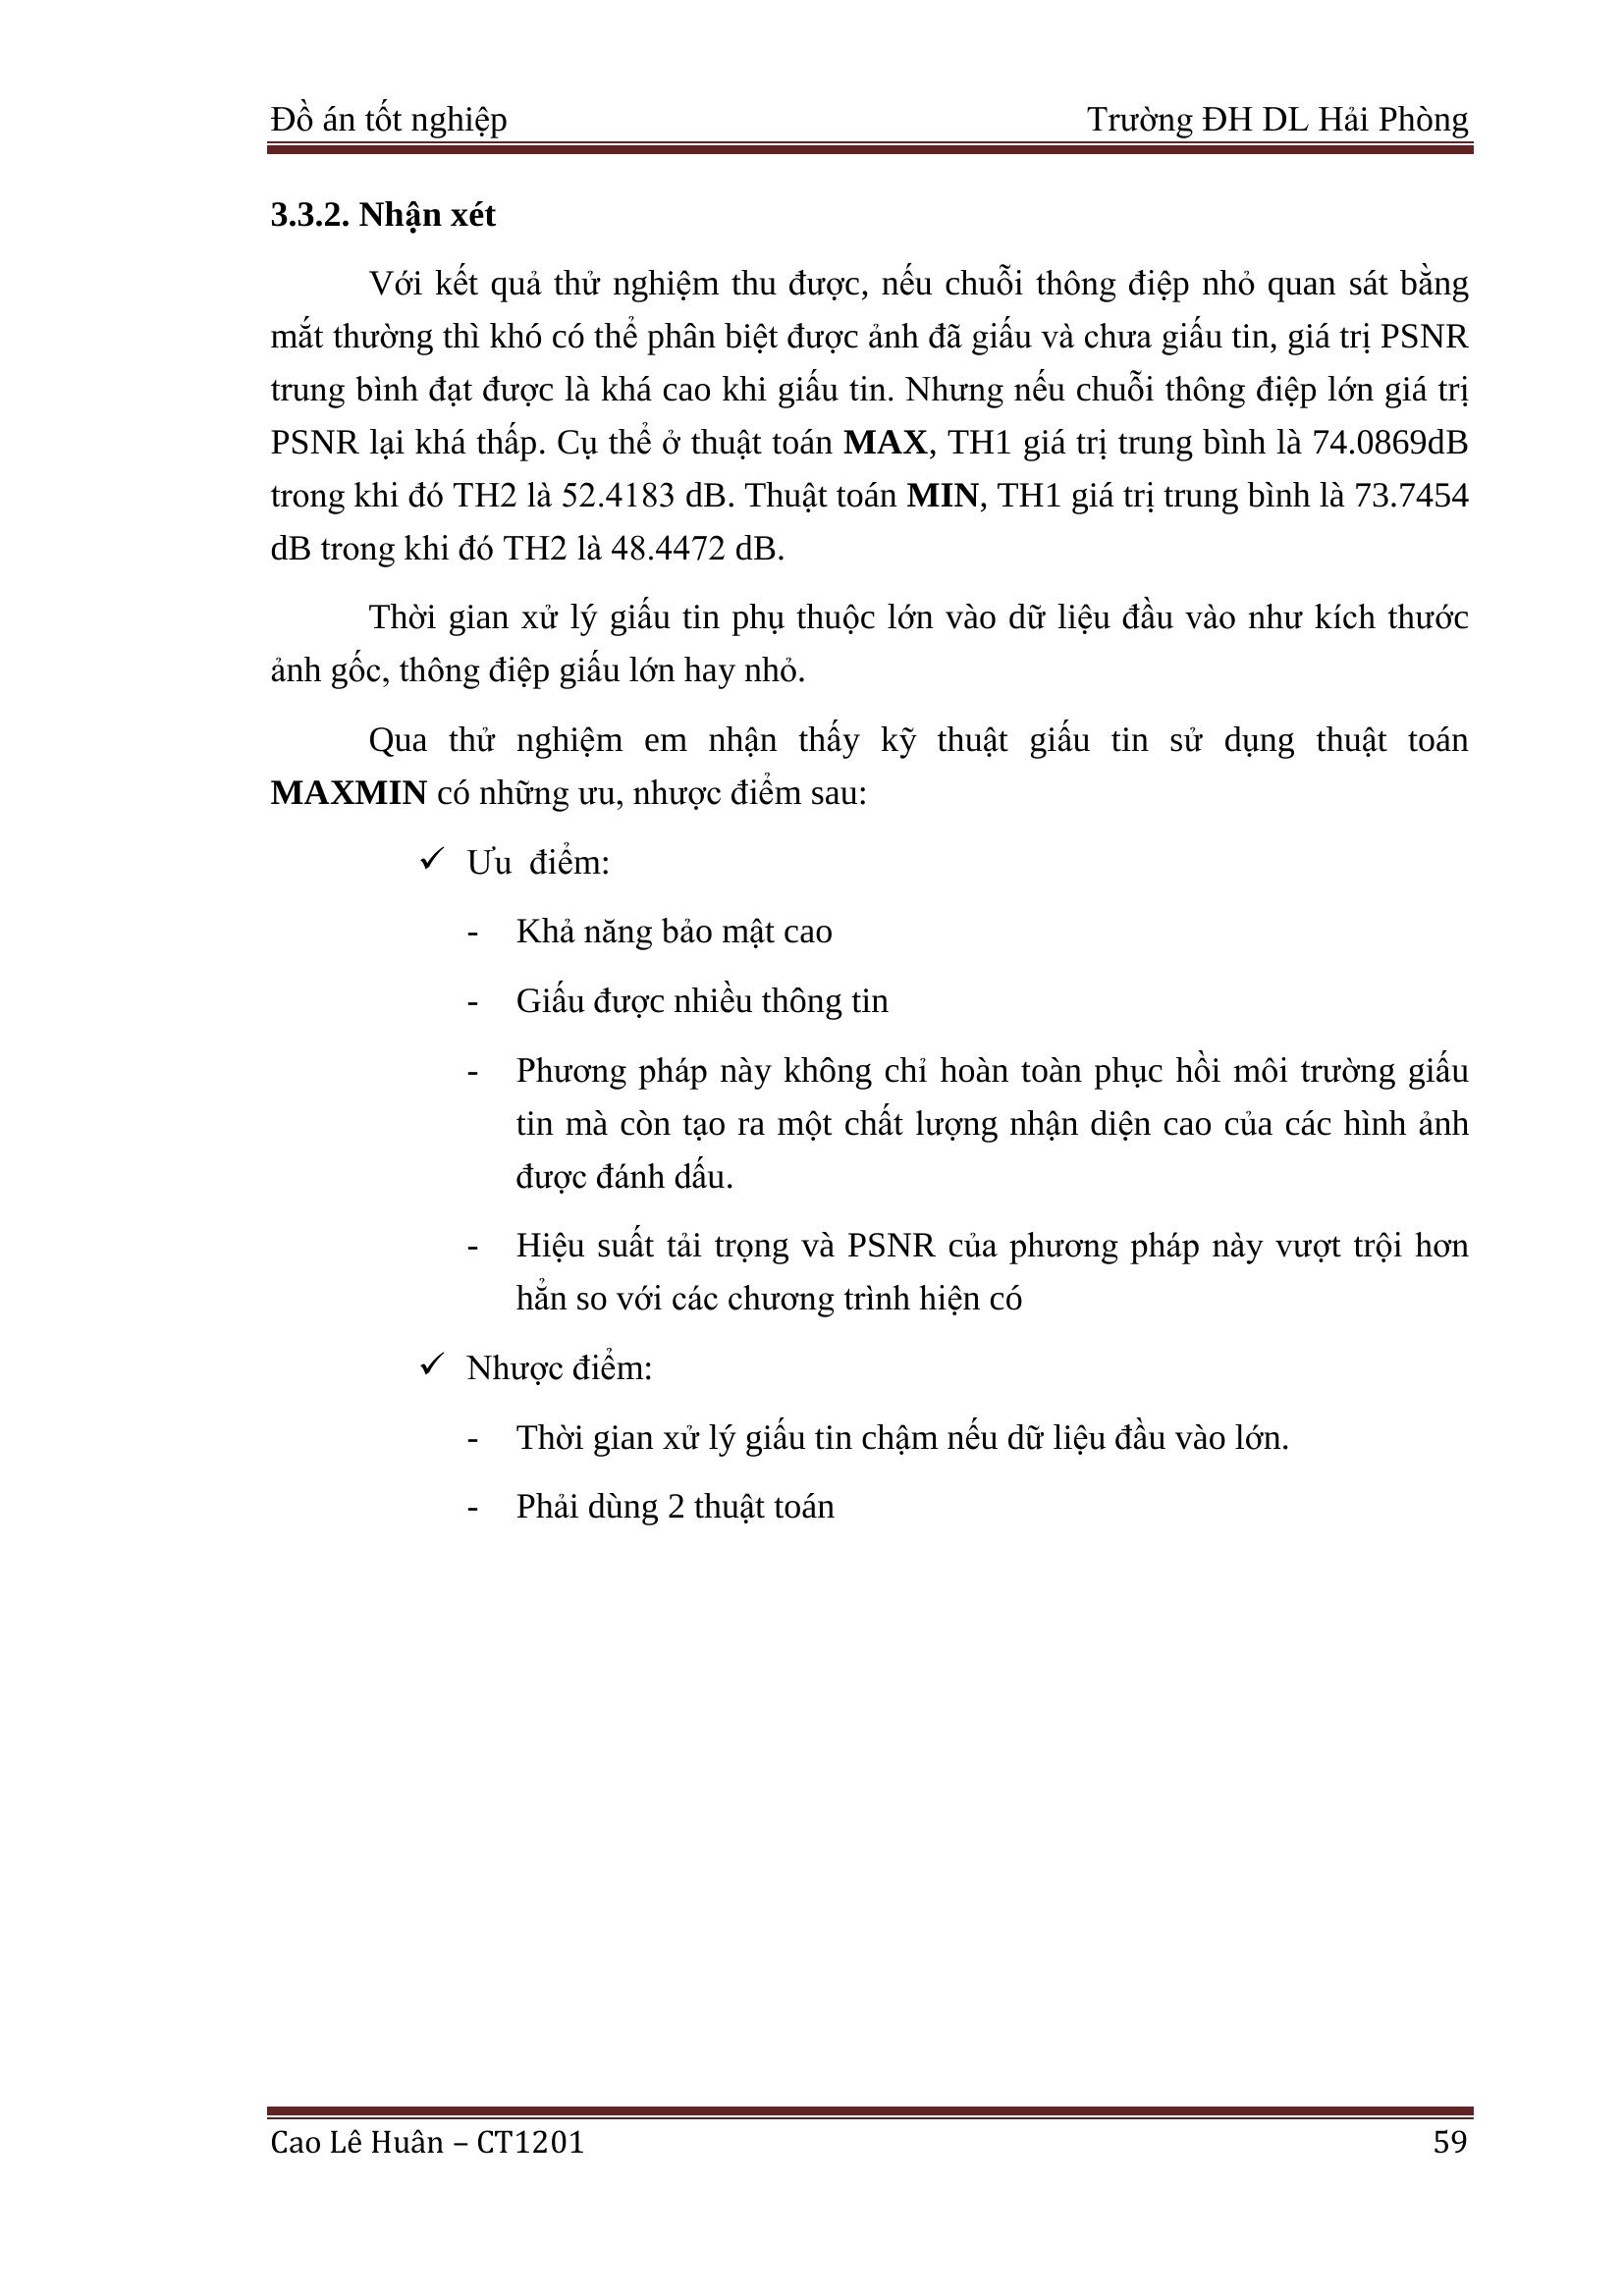 Đồ án tốt nghiệp Trường ĐH DL Hải Phòng
3.3.2. Nhận xét
Với kết quả thử nghiệm thu được, nếu chuỗi thông điệp nhỏ quan sát bằng
mắt thường thì khó có thể phân biệt được ảnh đã giấu và chưa giấu tin, giá trị PSNR
trung bình đạt được là khá cao khi giấu tin. Nhưng nếu chuỗi thông điệp lớn giá trị
PSNR lại khá thấp. Cụ thể ở thuật toán MAX, TH1 giá trị trung bình là 74.0869dB
trong khi đó TH2 là 52.4183 dB. Thuật toán MIN, TH1 giá trị trung bình là 73.7454
dB trong khi đó TH2 là 48.4472 dB.
Thời gian xử lý giấu tin phụ thuộc lớn vào dữ liệu đầu vào như kích thước
ảnh gốc, thông điệp giấu lớn hay nhỏ.
Qua thử nghiệm em nhận thấy kỹ thuật giấu tin sử dụng thuật toán
MAXMIN có những ưu, nhược điểm sau:
✓ Ưu điểm:
- Khả năng bảo mật cao
- Giấu được nhiều thông tin
- Phương pháp này không chỉ hoàn toàn phục hồi môi trường giấu
tin mà còn tạo ra một chất lượng nhận diện cao của các hình ảnh
được đánh dấu.
- Hiệu suất tải trọng và PSNR của phương pháp này vượt trội hơn
hẳn so với các chương trình hiện có
✓ Nhược điểm:
- Thời gian xử lý giấu tin chậm nếu dữ liệu đầu vào lớn.
- Phải dùng 2 thuật toán
Cao Lê Huân – CT1201 59